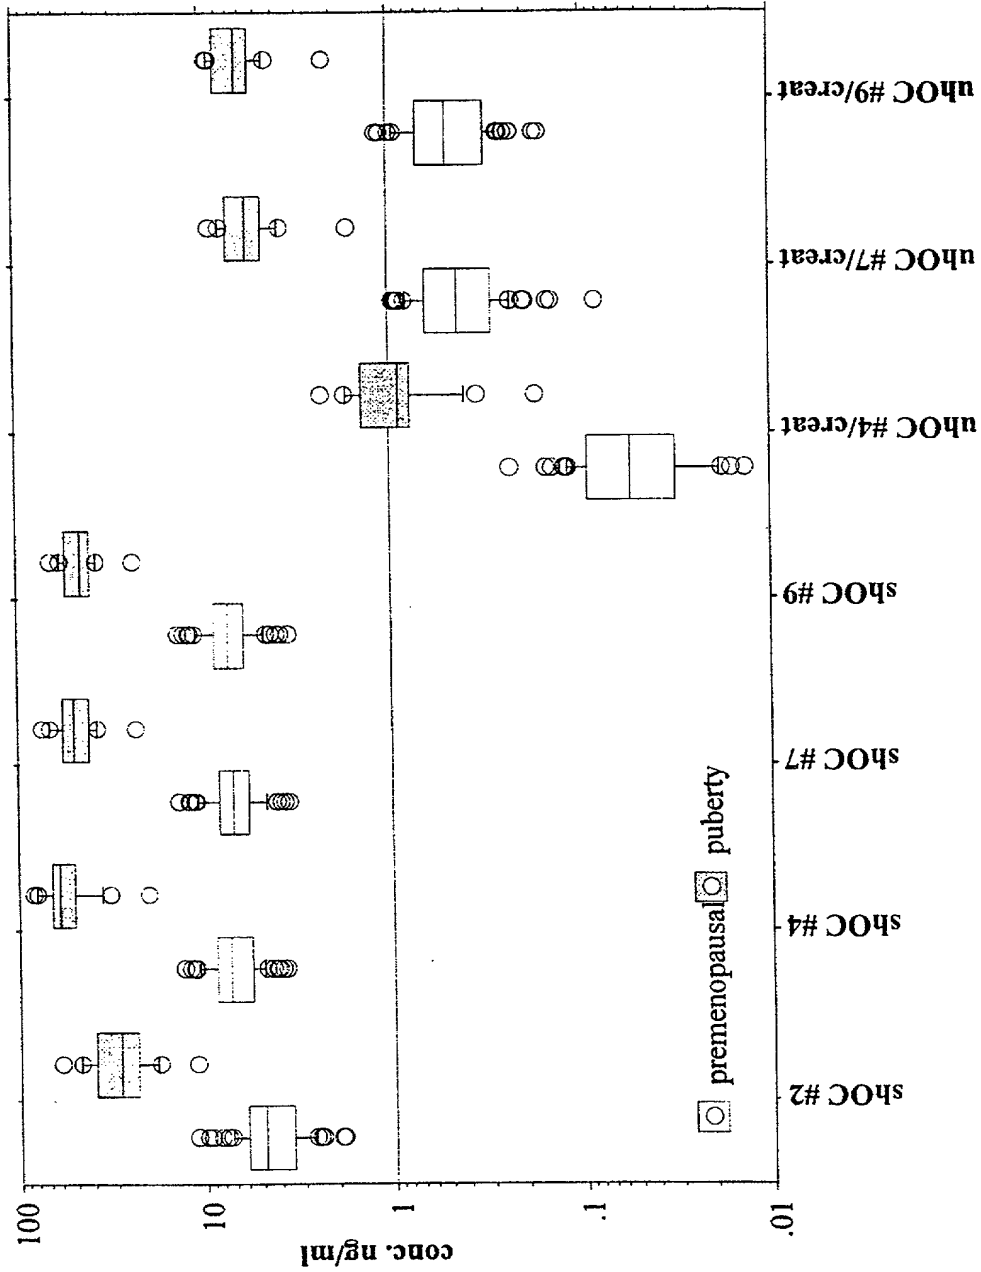 100
10
1
.1
.01
conc. ng/ml
premenopausal
puberty
shOC #2
shOC #4
shOC #7
shOC #9
uhOC #4/creat
uhOC #7/creat
uhOC #9/creat